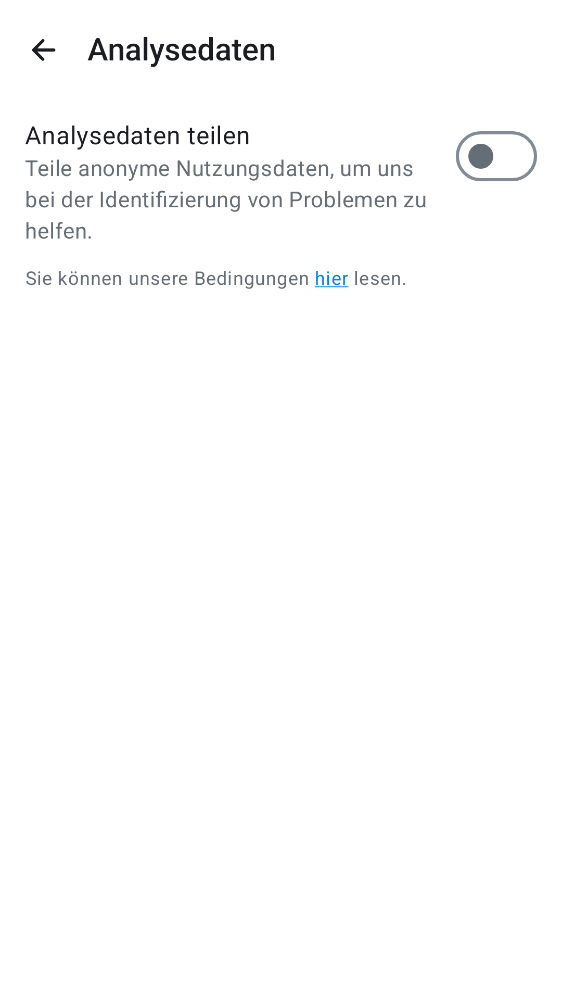 Analysedaten
Analysedaten teilen
Teile anonyme Nutzungsdaten, um uns
bei der Identifizierung von Problemen zu
helfen.
Sie können unsere Bedingungen hier lesen.